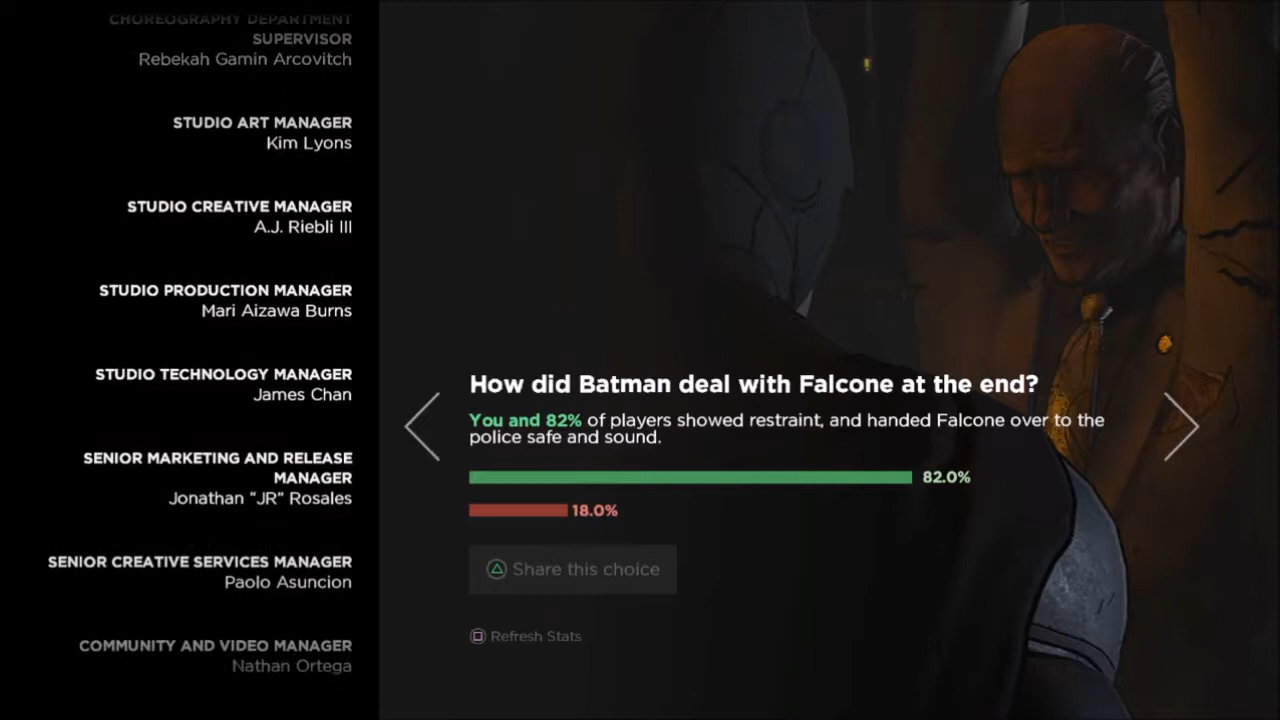 CHOREOGRAPHY DEPARTMENT
SUPERVISOR
Rebekah Gamin Arcovitch
STUDIO ART MANAGER
Kim Lyons
STUDIO CREATIVE MANAGER
A.J. Riebli III
STUDIO PRODUCTION MANAGER
Mari Aizawa Burns
STUDIO TECHNOLOGY MANAGER
James Chan
SENIOR MARKETING AND RELEASE
MANAGER
Jonathan "JR" Rosales
SENIOR CREATIVE SERVICES MANAGER
Paolo Asuncion
COMMUNITY AND VIDEO MANAGER
Nathan Ortega
How did Batman deal with Falcone at the end?
You and 82% of players showed restraint, and handed Falcone over to the
police safe and sound.
82.0%
18.0%
Share this choice
Refresh Stats